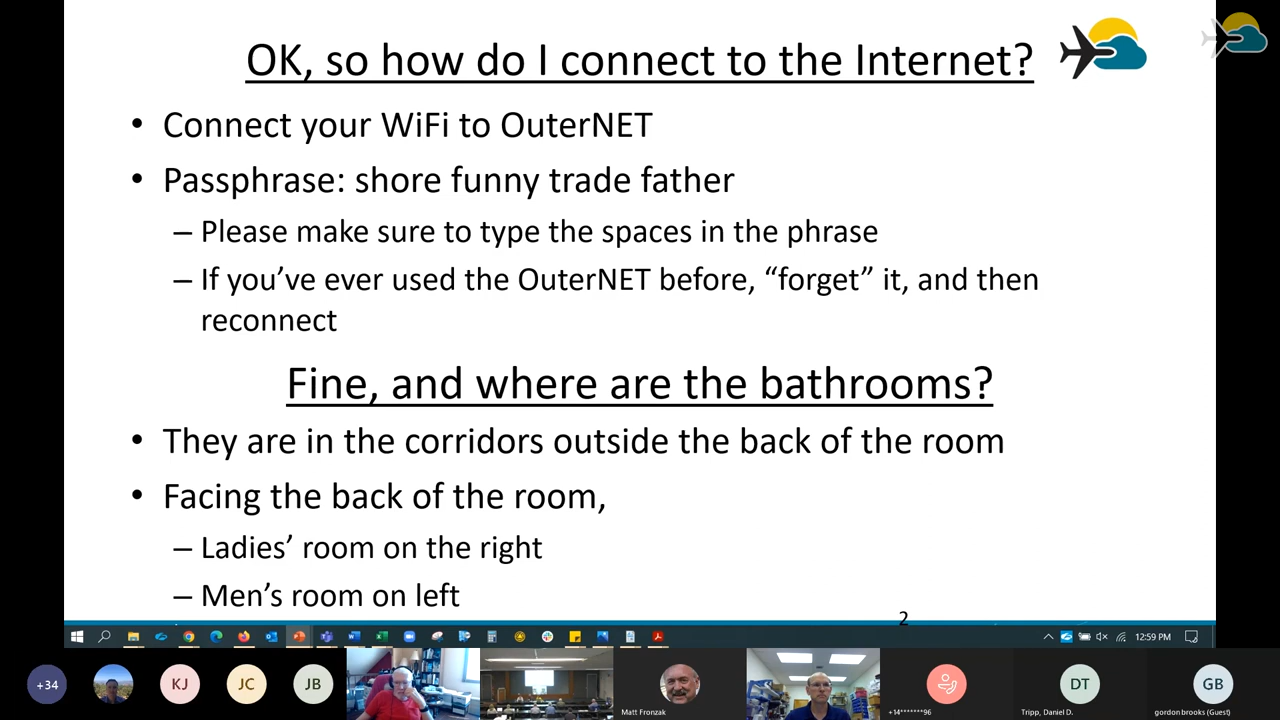 OK, so how do I connect to the Internet?
• Connect your WiFi to OuterNET
• Passphrase: shore funny trade father
– Please make sure to type the spaces in the phrase
– If you’ve ever used the OuterNET before, “forget” it, and then
reconnect
Fine, and where are the bathrooms?
• They are in the corridors outside the back of the room
• Facing the back of the room,
– Ladies’ room on the right
– Men’s room on left
2
12:59 PM
+34
KJ
JC
JB
Matt Fronzak
+14*******96
DT
Tripp, Daniel D.
GB
gordon brooks (Guest)